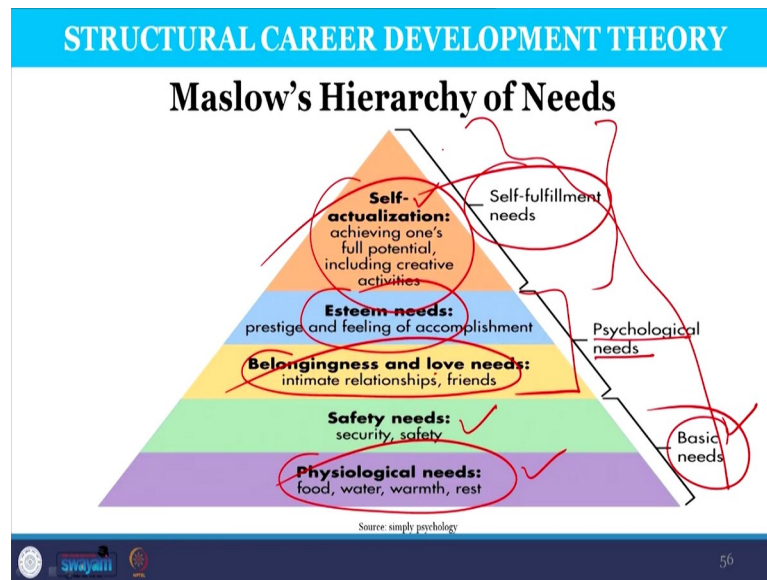 STRUCTURAL CAREER DEVELOPMENT THEORY
Maslow's Hierarchy of Needs
Self-
actualization:
achieving one's
full potential,
including creative
activities
Self-fulfillment
needs
Esteem needs:
prestige and feeling of accomplishment
Psychological
needs
Belongingness and love needs:
intimate relationships, friends
Safety needs:
security, safety
Basic
needs
Physiological needs:
food, water, warmth, rest
Source: simply psychology
swayam
56